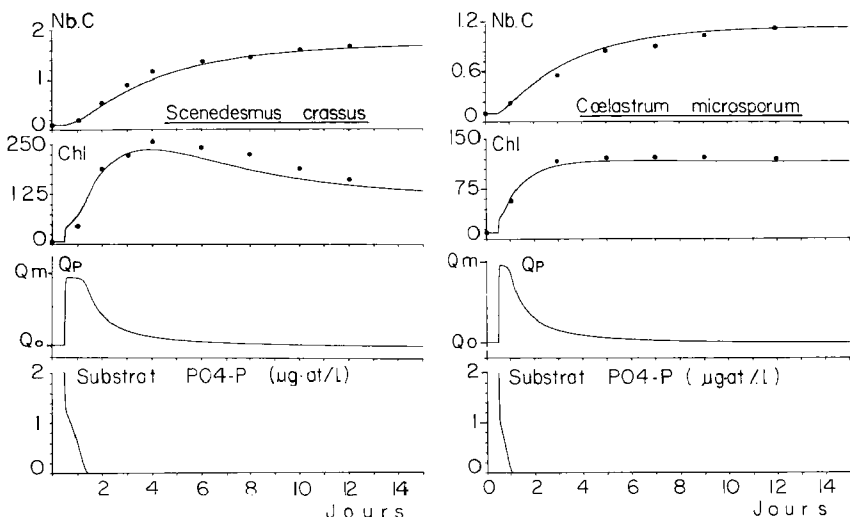 Nb.C
2
1
0
Scenedesmus crassus
250
Chl
125
0
Qm
QP
Qo
2
Substrat PO4-P (µg·at/l)
1
0
2 4 6 8 10 12 14
Jours
1.2
Nb.C
0.6
0
Cœlastrum microsporum
150
Chl
75
0
Qm
QP
Qo
2
Substrat PO4-P (µg·at/l)
1
0
0 2 4 6 8 10 12 14
Jours